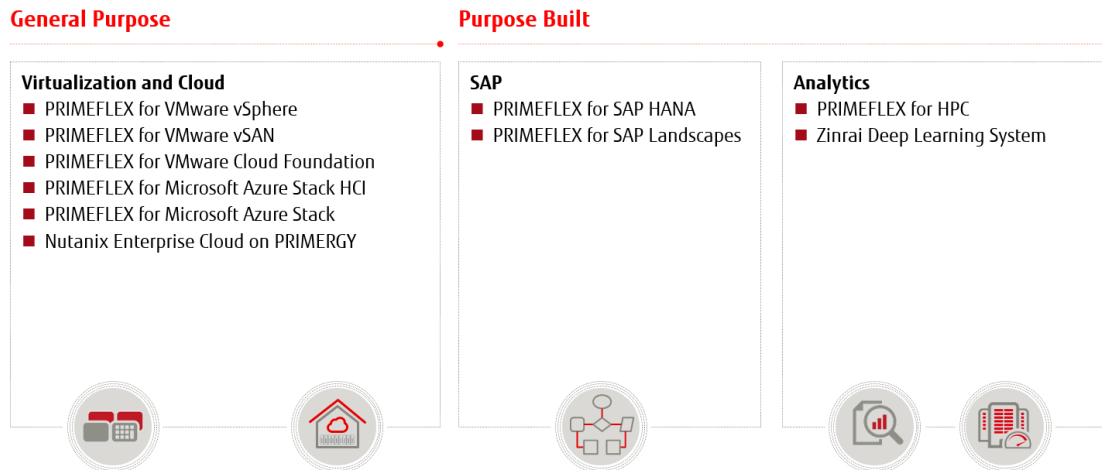 General Purpose
Purpose Built
Virtualization and Cloud
PRIMEFLEX for VMware vSphere
PRIMEFLEX for VMware vSAN
PRIMEFLEX for VMware Cloud Foundation
PRIMEFLEX for Microsoft Azure Stack HCI
PRIMEFLEX for Microsoft Azure Stack
Nutanix Enterprise Cloud on PRIMERGY
SAP
PRIMEFLEX for SAP HANA
PRIMEFLEX for SAP Landscapes
Analytics
PRIMEFLEX for HPC
Zinrai Deep Learning System